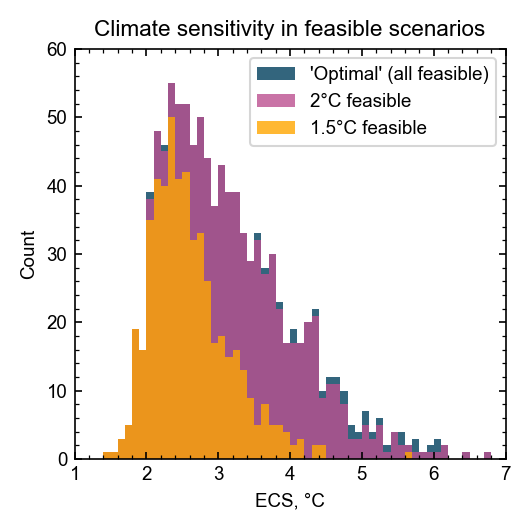 Climate sensitivity in feasible scenarios
'Optimal' (all feasible)
2°C feasible
1.5°C feasible
60
50
40
30
20
10
0
Count
1 2 3 4 5 6 7
ECS, °C